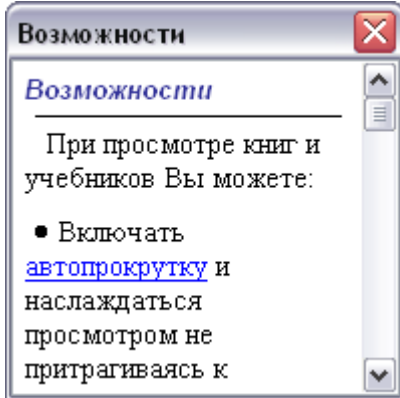 Возможности
Возможности
При просмотре книг и
учебников Вы можете:
• Включать
автопрокрутку и
наслаждаться
просмотром не
притрагиваясь к